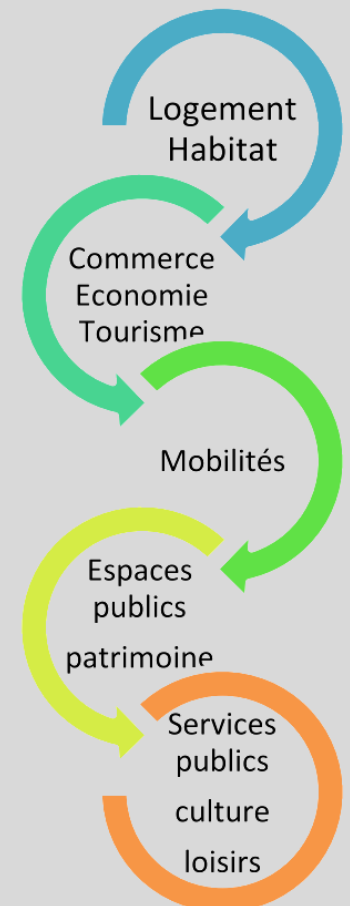 Logement
Habitat
Commerce
Economie
Tourisme
Mobilités
Espaces
publics
patrimoine
Services
publics
culture
loisirs